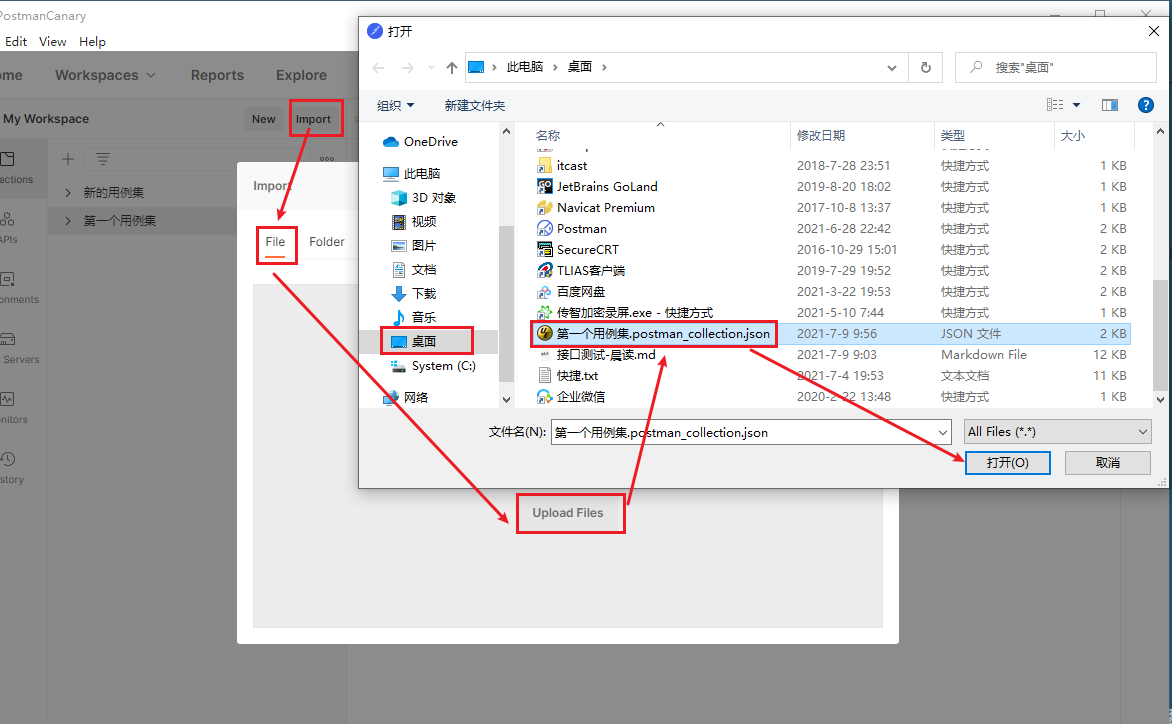 PostmanCanary
Edit View Help
ome Workspaces Reports Explore
My Workspace New Import
ections
新的用例集
第一个用例集
APIs
onments
Servers
nitors
story
Import
File Folder
Upload Files
打开
此电脑 桌面
搜索"桌面"
组织 新建文件夹
OneDrive
此电脑
3D 对象
视频
图片
文档
下载
音乐
桌面
System (C:)
网络
名称 修改日期 类型 大小
itcast 2018-7-28 23:51 快捷方式 1 KB
JetBrains GoLand 2019-8-20 18:02 快捷方式 1 KB
Navicat Premium 2017-10-8 13:37 快捷方式 1 KB
Postman 2021-6-28 22:42 快捷方式 2 KB
SecureCRT 2016-10-29 15:01 快捷方式 2 KB
TLIAS客户端 2019-7-29 19:52 快捷方式 2 KB
百度网盘 2021-3-22 19:53 快捷方式 2 KB
传智加密录屏.exe - 快捷方式 2021-5-10 7:44 快捷方式 1 KB
第一个用例集.postman_collection.json 2021-7-9 9:56 JSON 文件 2 KB
接口测试-晨读.md 2021-7-9 9:03 Markdown File 12 KB
快捷.txt 2021-7-4 19:53 文本文档 11 KB
企业微信 2020-2-22 13:48 快捷方式 1 KB
文件名(N): 第一个用例集.postman_collection.json All Files (*.*)
打开(O) 取消